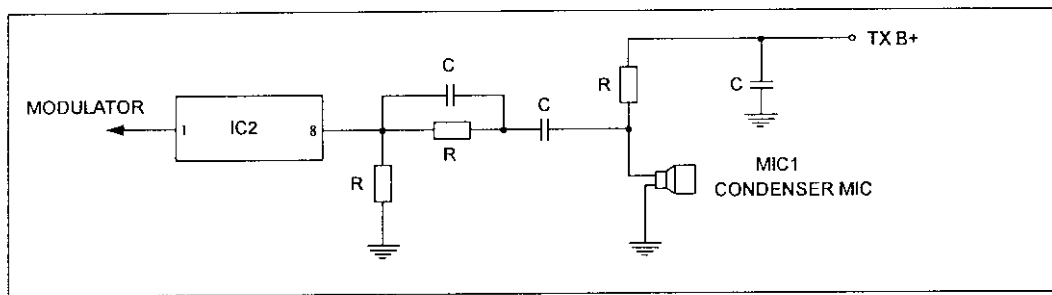 TX B+
C
R
C
C
MODULATOR
1 IC2 8
R
R
MIC1
CONDENSER MIC